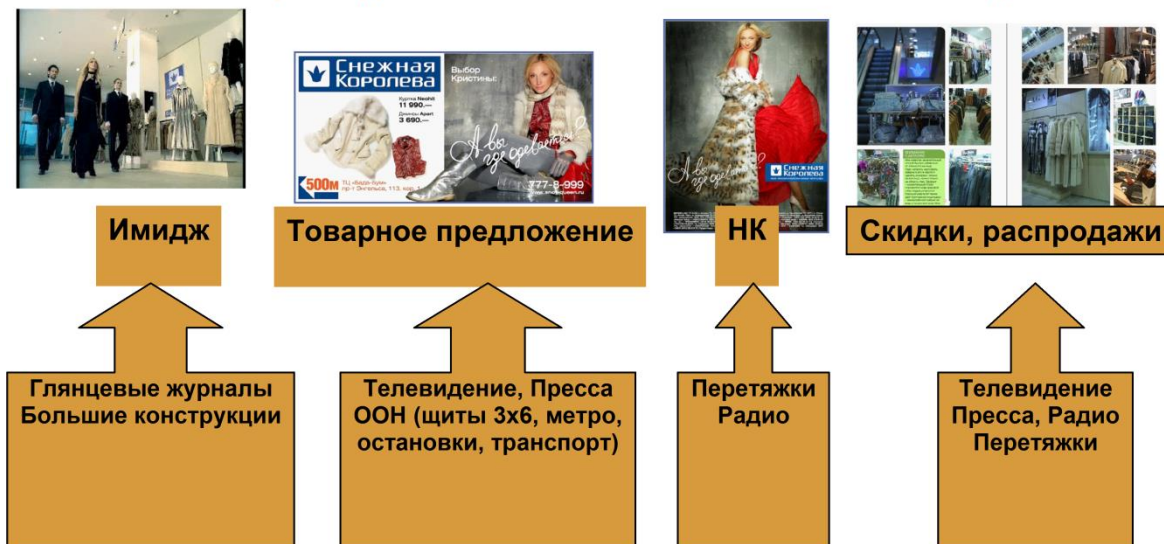 Снежная
Королева
Выбор
Кристины:
11 990,-
3 690,-
А вы
где одеваетесь?
500м
777-8-999
А вы
где одеваетесь?
Снежная
Королева
Имидж
Товарное предложение
НК
Скидки, распродажи
Глянцевые журналы
Большие конструкции
Телевидение, Пресса
ООН (щиты 3х6, метро,
остановки, транспорт)
Перетяжки
Радио
Телевидение
Пресса, Радио
Перетяжки